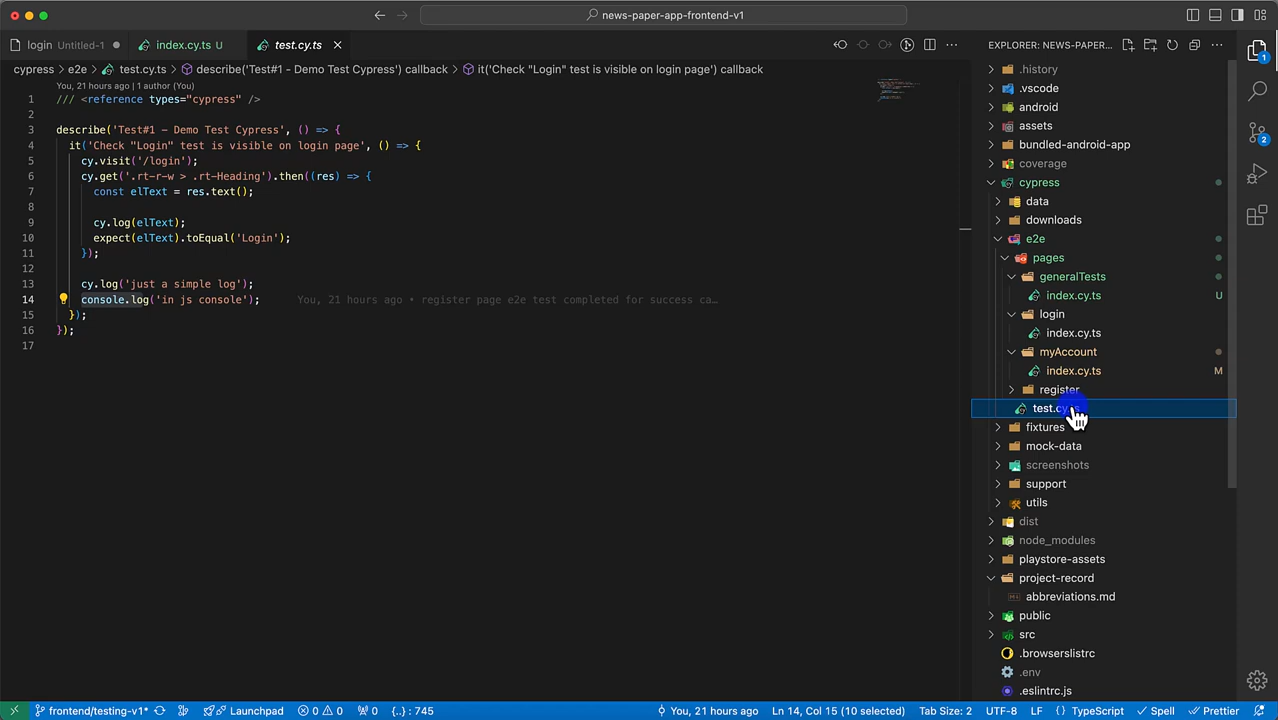 news-paper-app-frontend-v1
login Untitled-1
index.cy.ts U
test.cy.ts
EXPLORER: NEWS-PAPER...
cypress > e2e > test.cy.ts > describe('Test#1 - Demo Test Cypress') callback > it('Check "Login" test is visible on login page') callback
You, 21 hours ago | 1 author (You)
1 /// <reference types="cypress" />
2
3 describe('Test#1 - Demo Test Cypress', () => {
4 it('Check "Login" test is visible on login page', () => {
5 cy.visit('/login');
6 cy.get('.rt-r-w > .rt-Heading').then((res) => {
7 const elText = res.text();
8
9 cy.log(elText);
10 expect(elText).toEqual('Login');
11 });
12
13 cy.log('just a simple log');
14 console.log('in js console'); You, 21 hours ago • register page e2e test completed for success ca…
15 });
16 });
17
.history
.vscode
android
assets
bundled-android-app
coverage
cypress
data
downloads
e2e
pages
generalTests
index.cy.ts U
login
index.cy.ts
myAccount
index.cy.ts M
register
test.cy.ts
fixtures
mock-data
screenshots
support
utils
dist
node_modules
playstore-assets
project-record
abbreviations.md
public
src
.browserslistrc
.env
.eslintrc.js
2
frontend/testing-v1* Launchpad 0 0 0 {..} : 745 You, 21 hours ago Ln 14, Col 15 (10 selected) Tab Size: 2 UTF-8 LF { } TypeScript Spell Prettier